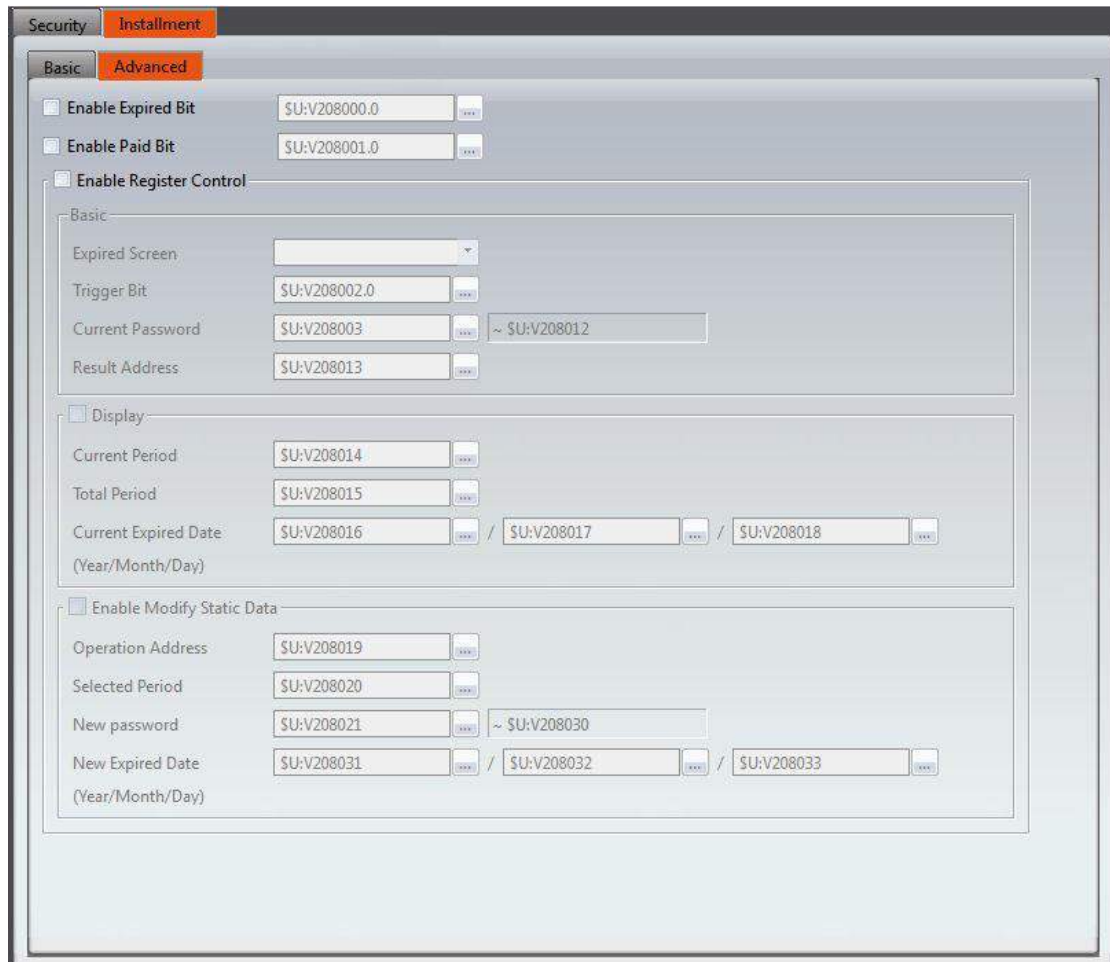 Security Installment
Basic Advanced
Enable Expired Bit $U:V208000.0 ...
Enable Paid Bit $U:V208001.0 ...
Enable Register Control
Basic
Expired Screen
Trigger Bit $U:V208002.0 ...
Current Password $U:V208003 ... ~ $U:V208012
Result Address $U:V208013 ...
Display
Current Period $U:V208014 ...
Total Period $U:V208015 ...
Current Expired Date $U:V208016 ... / $U:V208017 ... / $U:V208018 ...
(Year/Month/Day)
Enable Modify Static Data
Operation Address $U:V208019 ...
Selected Period $U:V208020 ...
New password $U:V208021 ... ~ $U:V208030
New Expired Date $U:V208031 ... / $U:V208032 ... / $U:V208033 ...
(Year/Month/Day)